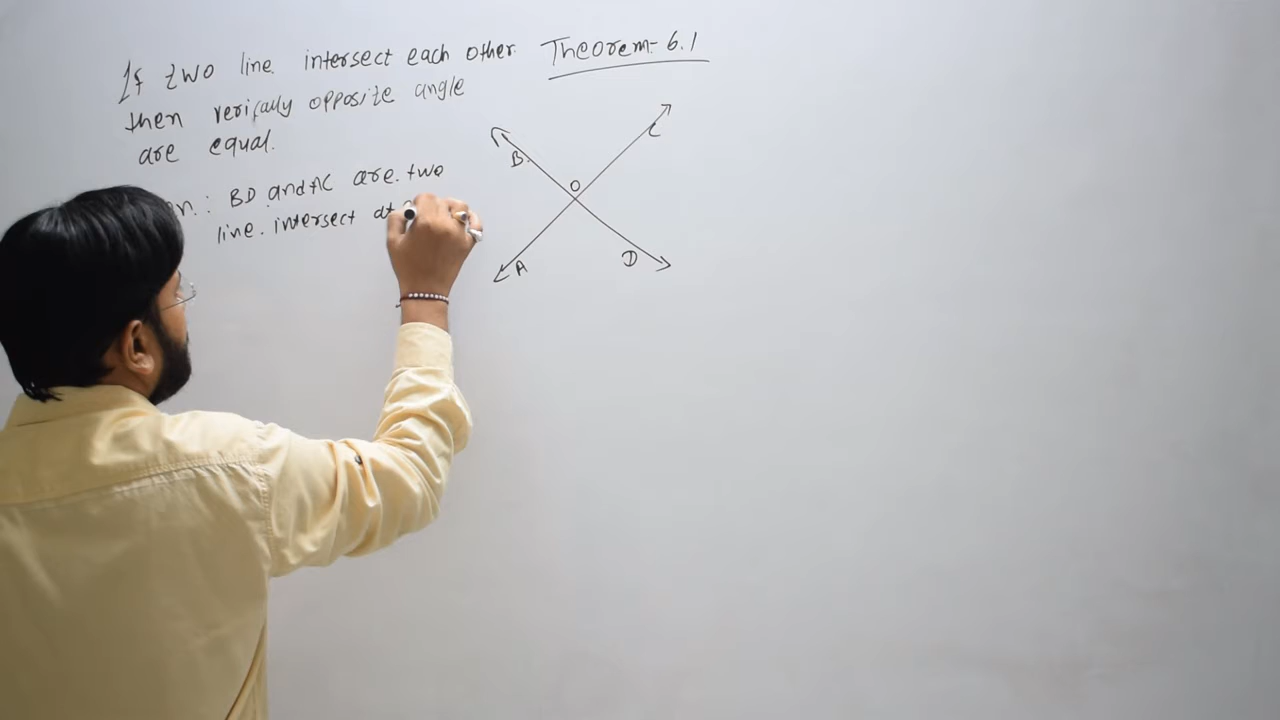 If two line intersect each other Theorem-6.1
then verically opposite angle
are equal.
: BD and AC are two
line. intersect at
B
C
O
A
D